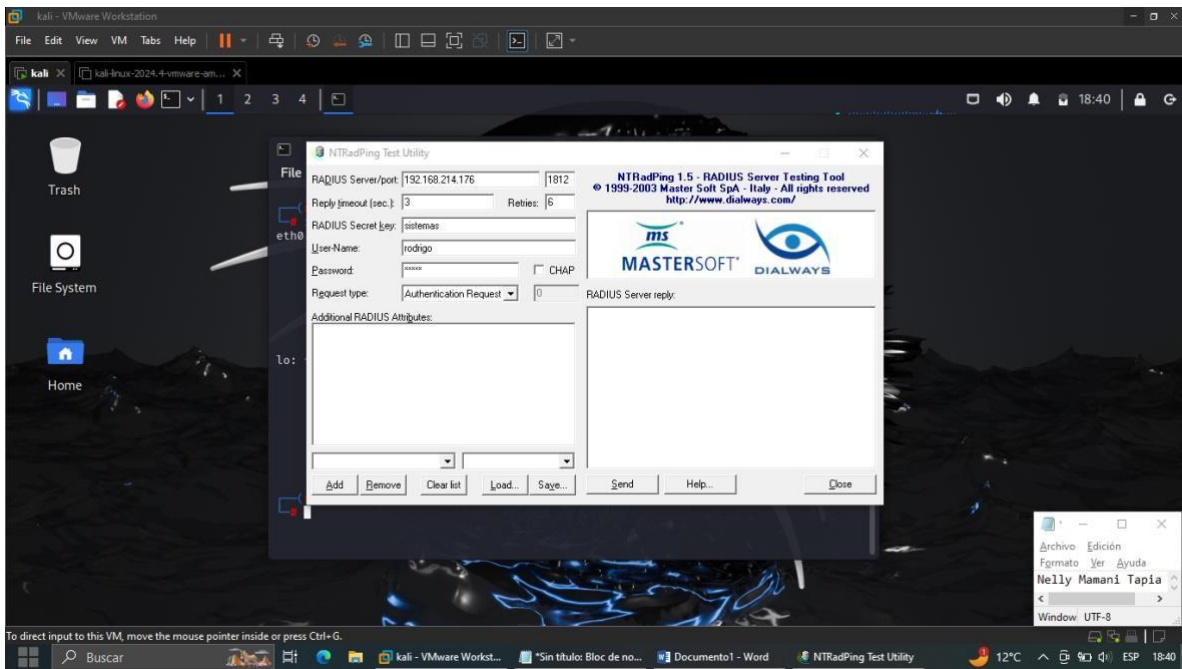 kali - VMware Workstation
File Edit View VM Tabs Help
kali
kali-linux-2024.4-vmware-am...
1 2 3 4
18:40
Trash
File System
Home
File
eth0
lo:
NTRadPing Test Utility
RADIUS Server/port: 192.168.214.176 1812
Reply timeout (sec.): 3 Retries: 6
RADIUS Secret key: sistemas
User-Name: rodrigo
Password: xxxxx CHAP
Request type: Authentication Request 0
Additional RADIUS Attributes:
Add Remove Clear list Load... Save...
NTRadPing 1.5 - RADIUS Server Testing Tool
© 1999-2003 Master Soft SpA - Italy - All rights reserved
http://www.dialways.com/
ms
MASTERSOFT
DIALWAYS
RADIUS Server reply:
Send Help... Close
Archivo Edición
Formato Ver Ayuda
Nelly Mamani Tapia
Window UTF-8
To direct input to this VM, move the mouse pointer inside or press Ctrl+G.
Buscar
kali - VMware Workst...
*Sin título: Bloc de no...
Documento1 - Word
NTRadPing Test Utility
12°C ESP 18:40